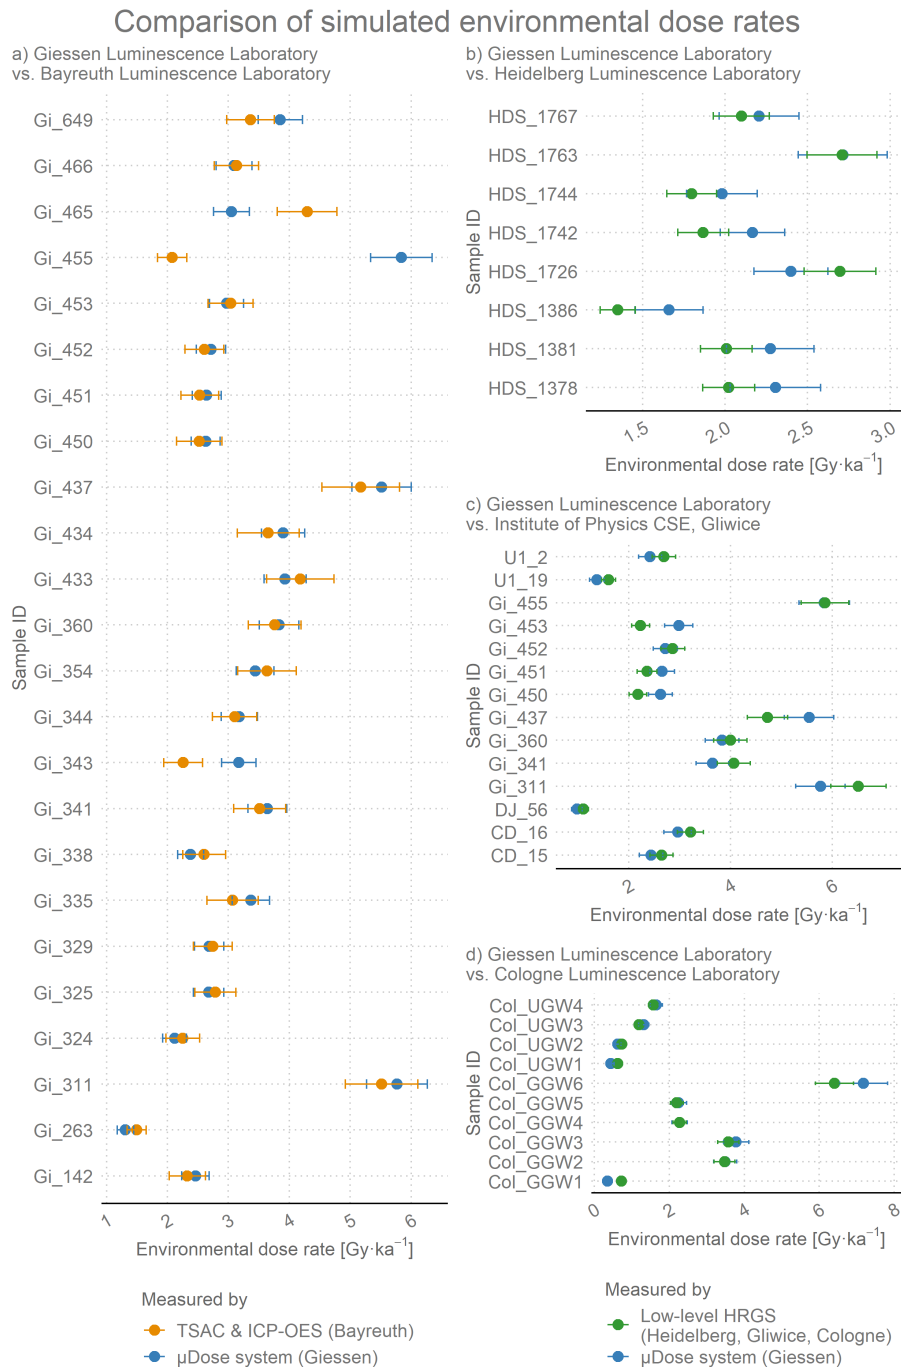 Comparison of simulated environmental dose rates
a) Giessen Luminescence Laboratory
vs. Bayreuth Luminescence Laboratory
Sample ID
Gi_649
Gi_466
Gi_465
Gi_455
Gi_453
Gi_452
Gi_451
Gi_450
Gi_437
Gi_434
Gi_433
Gi_360
Gi_354
Gi_344
Gi_343
Gi_341
Gi_338
Gi_335
Gi_329
Gi_325
Gi_324
Gi_311
Gi_263
Gi_142
1 2 3 4 5 6
Environmental dose rate [Gy·ka⁻¹]
Measured by
TSAC & ICP-OES (Bayreuth)
µDose system (Giessen)
b) Giessen Luminescence Laboratory
vs. Heidelberg Luminescence Laboratory
Sample ID
HDS_1767
HDS_1763
HDS_1744
HDS_1742
HDS_1726
HDS_1386
HDS_1381
HDS_1378
1.5 2.0 2.5 3.0
Environmental dose rate [Gy·ka⁻¹]
c) Giessen Luminescence Laboratory
vs. Institute of Physics CSE, Gliwice
Sample ID
U1_2
U1_19
Gi_455
Gi_453
Gi_452
Gi_451
Gi_450
Gi_437
Gi_360
Gi_341
Gi_311
DJ_56
CD_16
CD_15
2 4 6
Environmental dose rate [Gy·ka⁻¹]
d) Giessen Luminescence Laboratory
vs. Cologne Luminescence Laboratory
Sample ID
Col_UGW4
Col_UGW3
Col_UGW2
Col_UGW1
Col_GGW6
Col_GGW5
Col_GGW4
Col_GGW3
Col_GGW2
Col_GGW1
0 2 4 6 8
Environmental dose rate [Gy·ka⁻¹]
Measured by
Low-level HRGS
(Heidelberg, Gliwice, Cologne)
µDose system (Giessen)